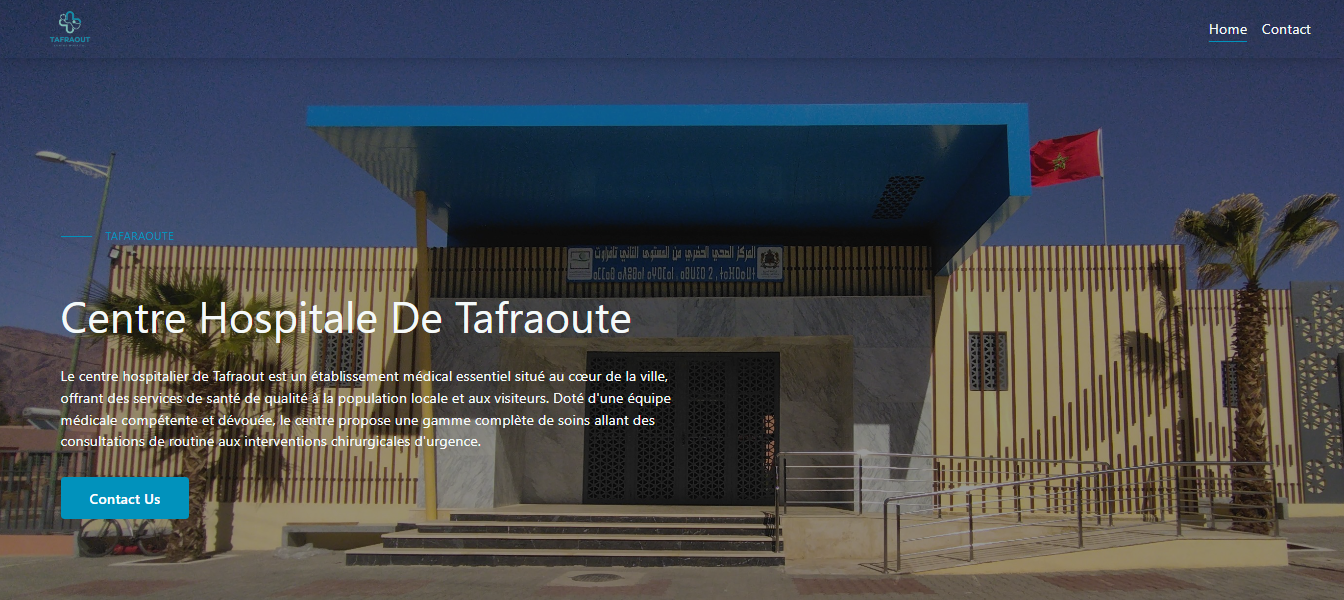 TAFRAOUT
Home
Contact
TAFARAOUTE
المركز الصحي الحضري من المستوى الثاني تافراوت
Centre Hospitale De Tafraoute
Le centre hospitalier de Tafraout est un établissement médical essentiel situé au cœur de la ville,
offrant des services de santé de qualité à la population locale et aux visiteurs. Doté d'une équipe
médicale compétente et dévouée, le centre propose une gamme complète de soins allant des
consultations de routine aux interventions chirurgicales d'urgence.
Contact Us